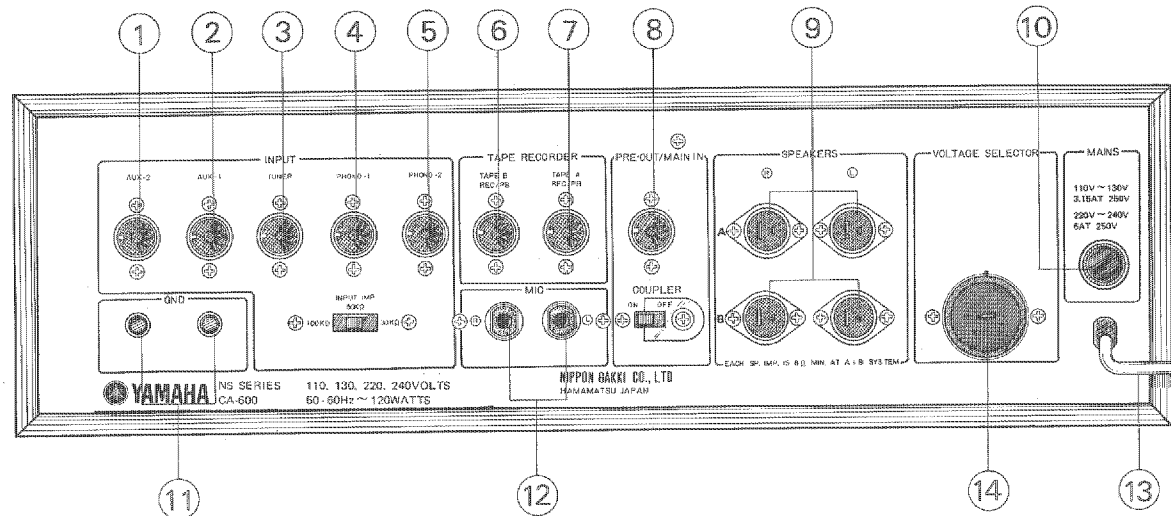 1 2 3 4 5 6 7 8 9 10
INPUT
AUX-2 AUX-1 TUNER PHONO-1 PHONO-2
TAPE RECORDER
TAPE B REC/PB
TAPE A REC/PB
PRE-OUT/MAIN IN
SPEAKERS
R L
A
B
VOLTAGE SELECTOR
MAINS
110V~130V
3.15AT 250V
220V~240V
6AT 250V
GND
INPUT IMP
50KΩ
100KΩ
MIC
R L
COUPLER
ON OFF
EACH SP. IMP. IS 8Ω MIN. AT A+B SYSTEM
YAMAHA
NS SERIES
CA-600
110, 130, 220, 240VOLTS
50-60Hz~120WATTS
NIPPON GAKKI CO., LTD
HAMAMATSU JAPAN
11 12 13 14